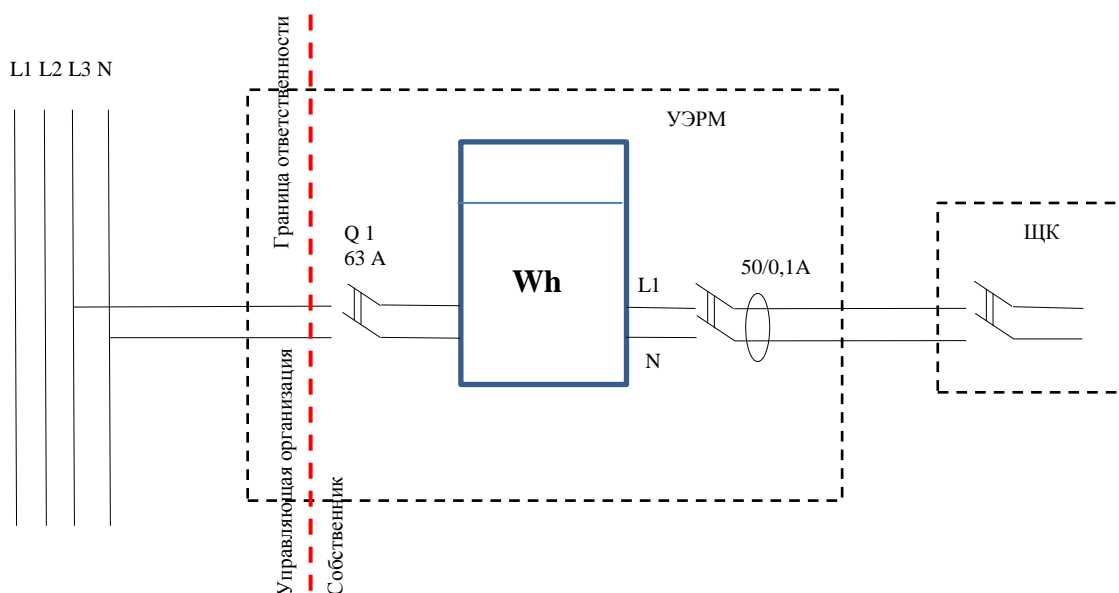 L1 L2 L3 N
Граница ответственности
УЭРМ
Q 1
63 А
Wh
L1
N
50/0,1А
ЩК
Управляющая организация
Собственник